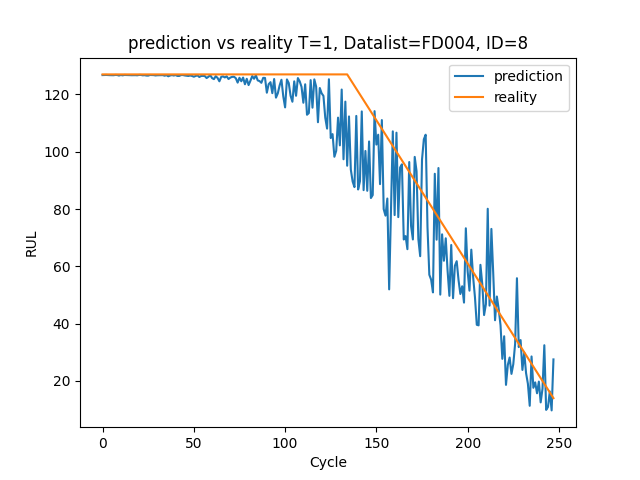 prediction vs reality T=1, Datalist=FD004, ID=8
prediction
reality
RUL
120
100
80
60
40
20
0 50 100 150 200 250
Cycle